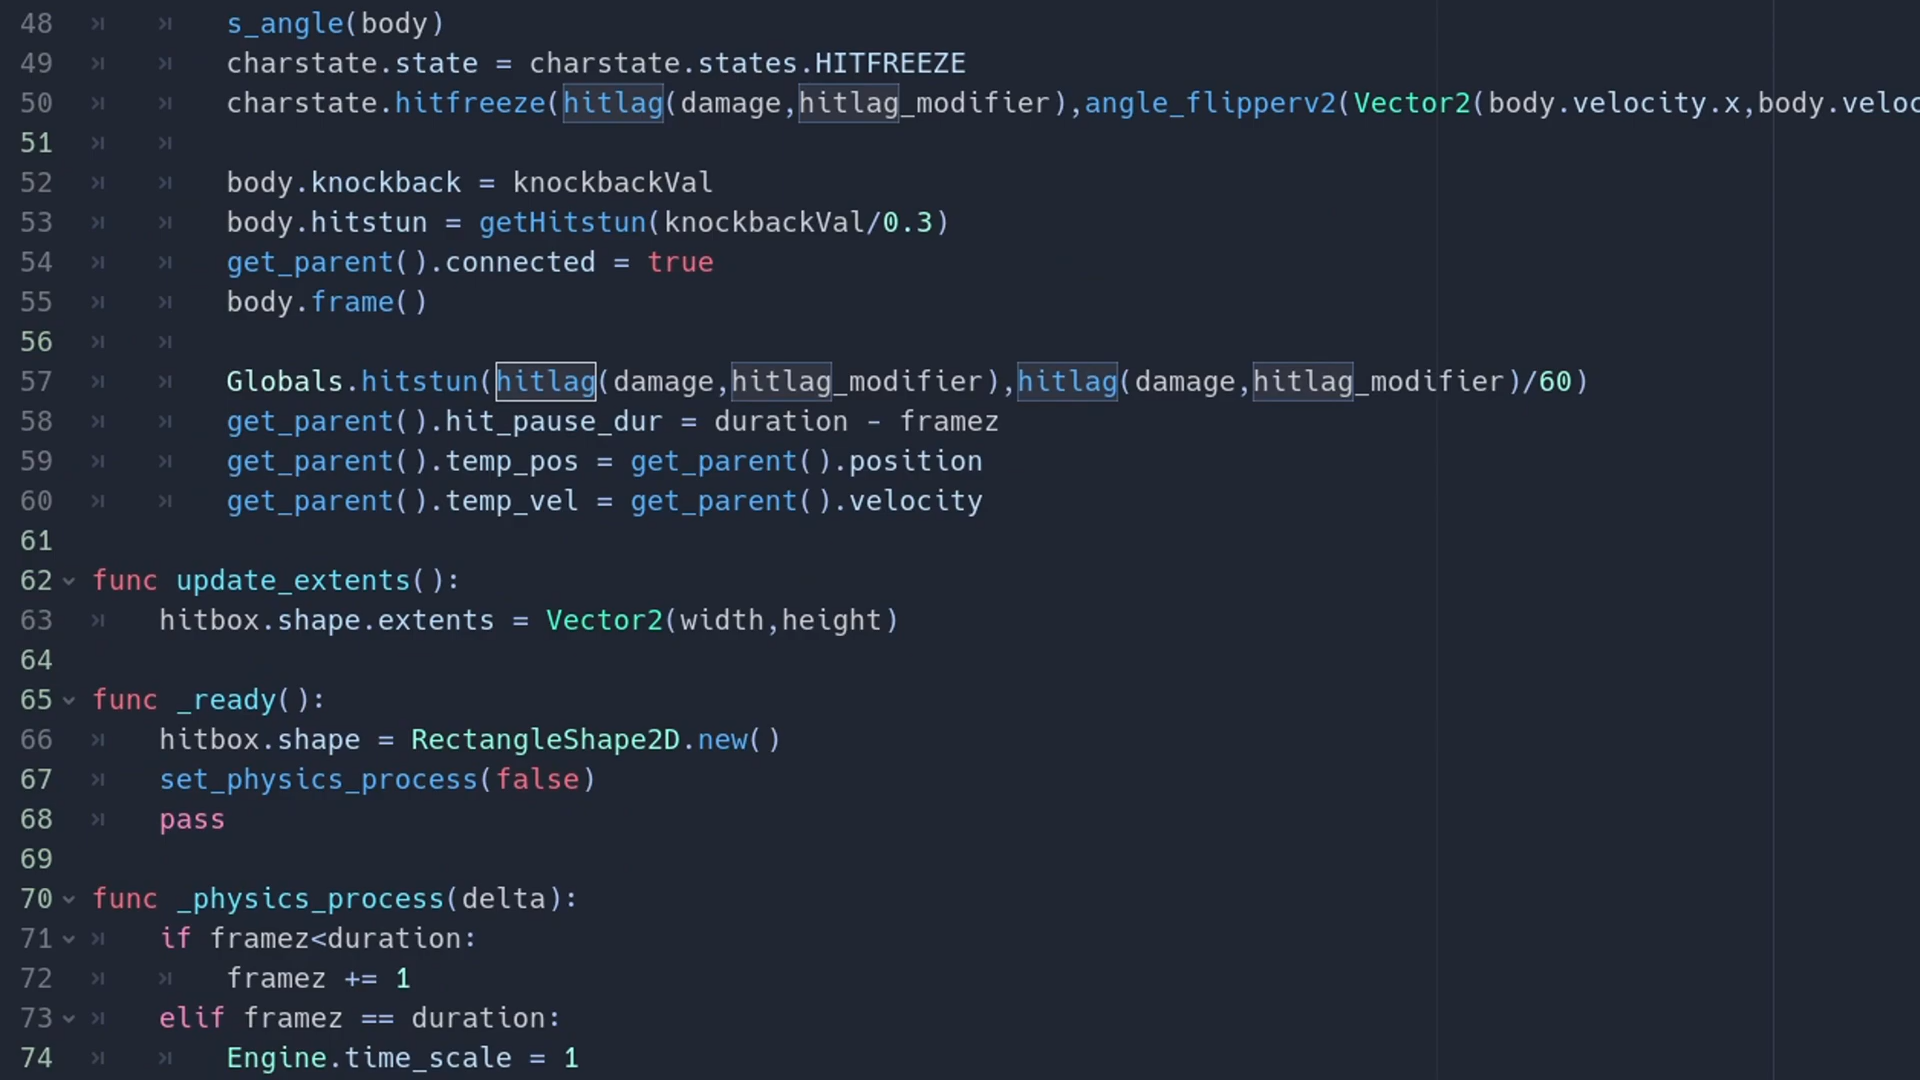 48 s_angle(body)
49 charstate.state = charstate.states.HITFREEZE
50 charstate.hitfreeze(hitlag(damage,hitlag_modifier),angle_flipperv2(Vector2(body.velocity.x,body.veloc
51
52 body.knockback = knockbackVal
53 body.hitstun = getHitstun(knockbackVal/0.3)
54 get_parent().connected = true
55 body.frame()
56
57 Globals.hitstun(hitlag(damage,hitlag_modifier),hitlag(damage,hitlag_modifier)/60)
58 get_parent().hit_pause_dur = duration - framez
59 get_parent().temp_pos = get_parent().position
60 get_parent().temp_vel = get_parent().velocity
61
62 func update_extents():
63 hitbox.shape.extents = Vector2(width,height)
64
65 func _ready():
66 hitbox.shape = RectangleShape2D.new()
67 set_physics_process(false)
68 pass
69
70 func _physics_process(delta):
71 if framez<duration:
72 framez += 1
73 elif framez == duration:
74 Engine.time_scale = 1